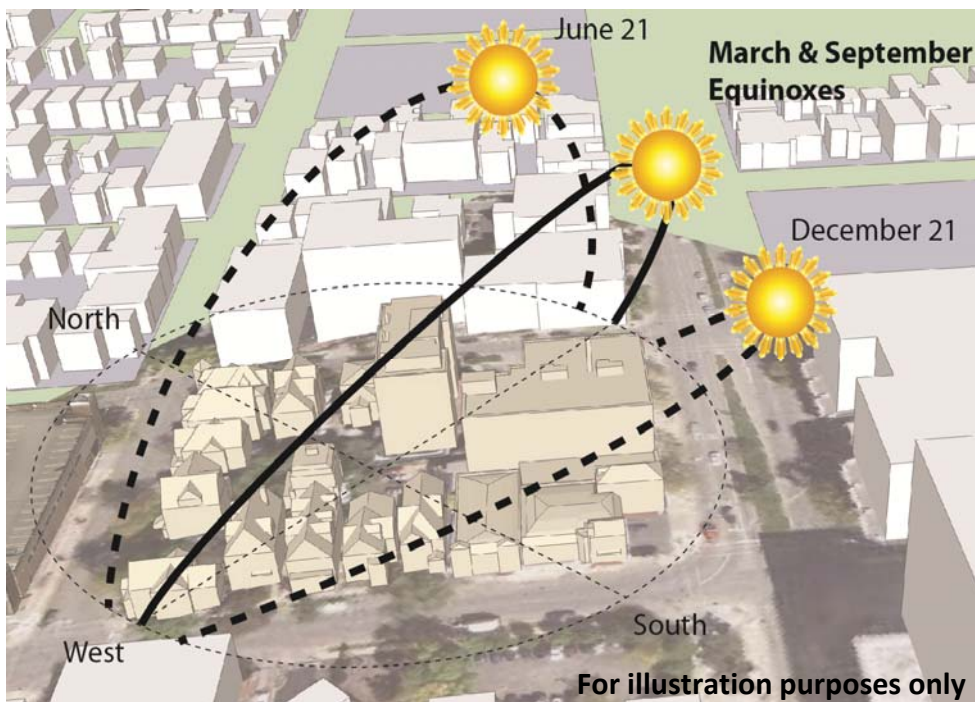 June 21
March & September
Equinoxes
December 21
North
South
West
For illustration purposes only